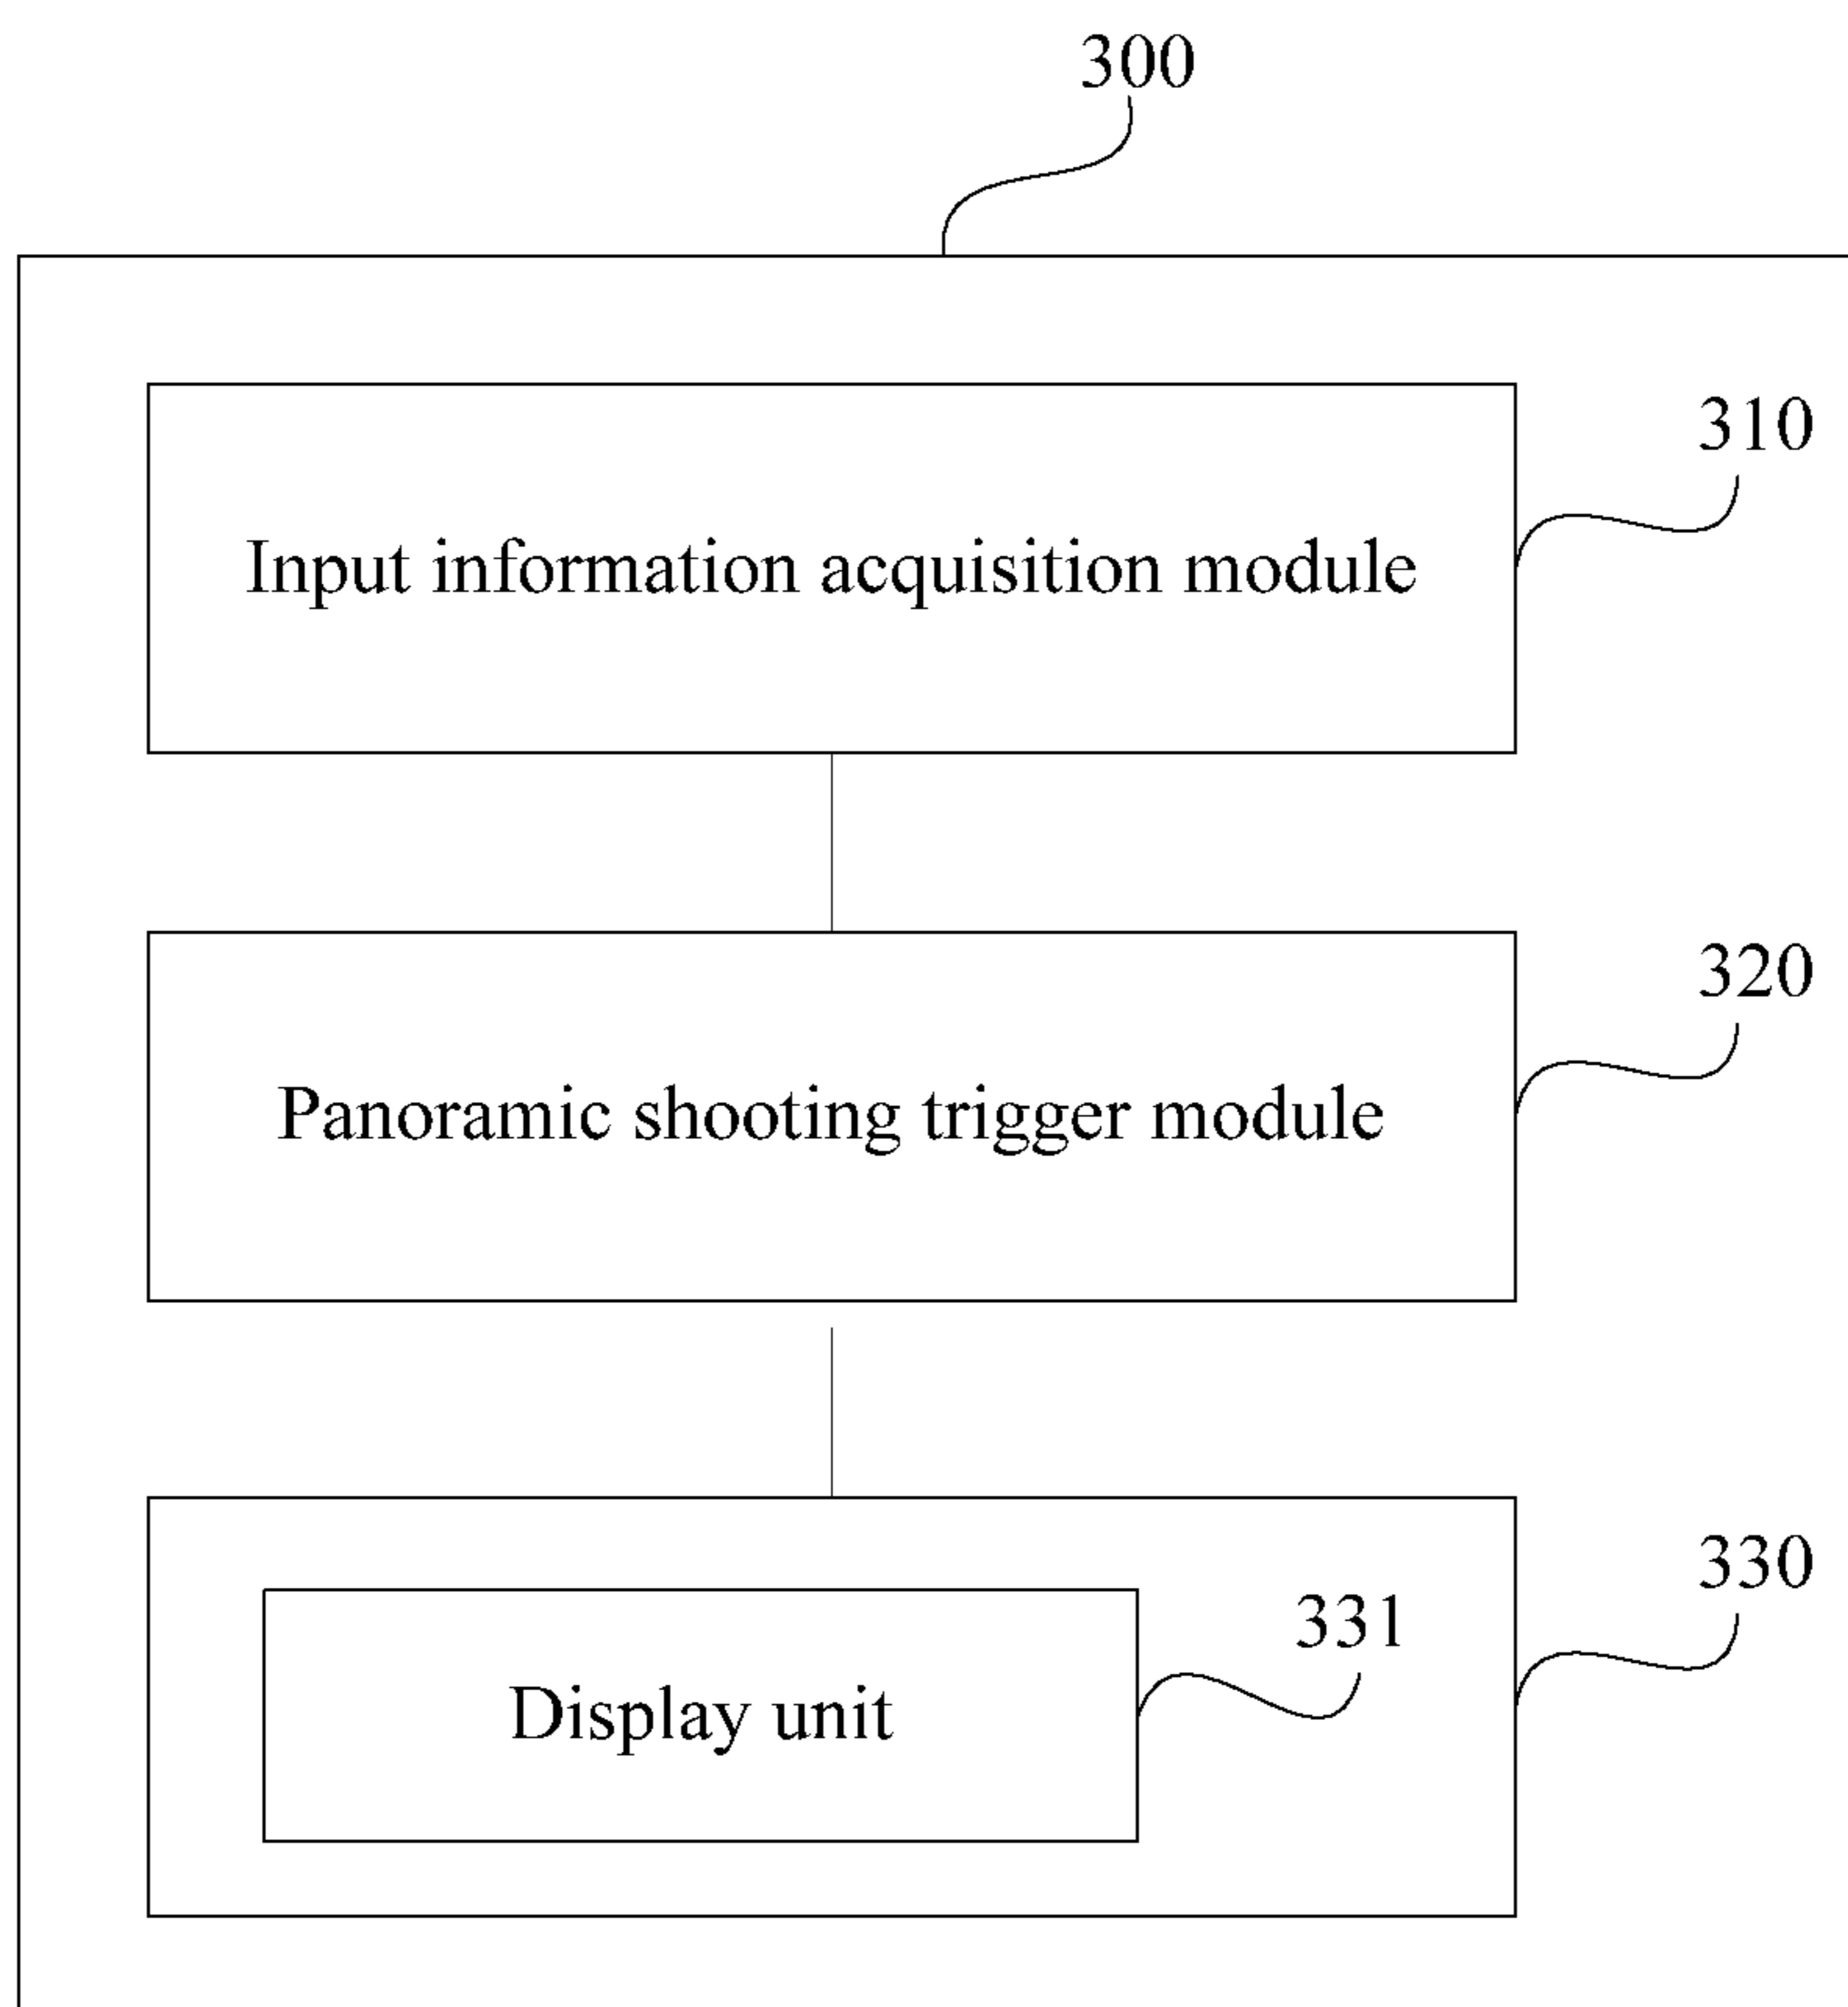 300
310
Input information acquisition module
320
Panoramic shooting trigger module
330
331
Display unit